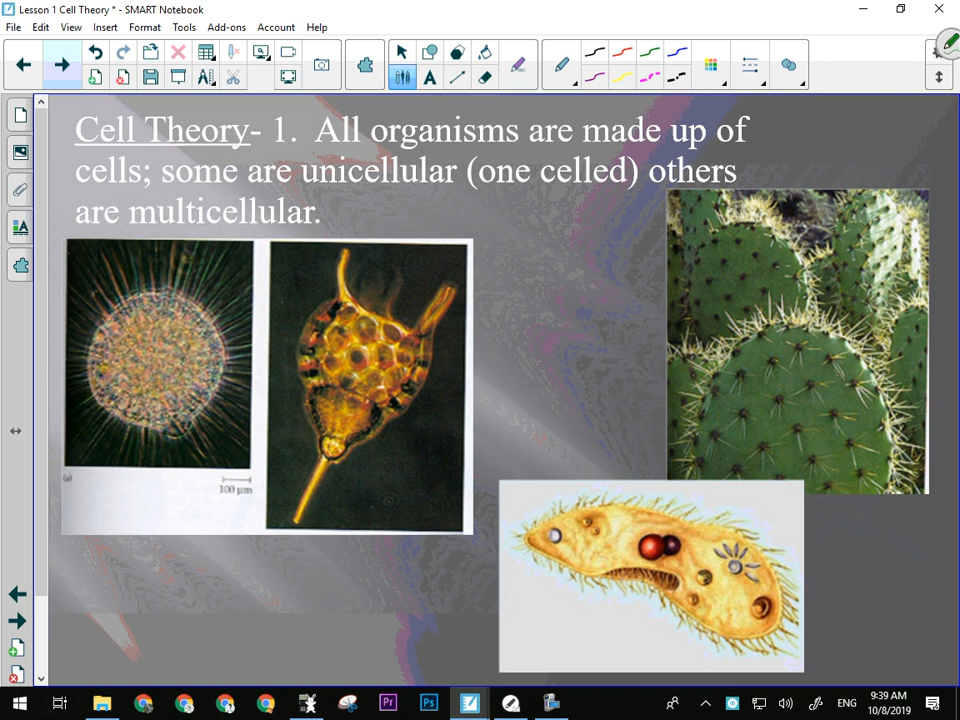 Lesson 1 Cell Theory * - SMART Notebook
File Edit View Insert Format Tools Add-ons Account Help
Cell Theory- 1. All organisms are made up of
cells; some are unicellular (one celled) others
are multicellular.
(a)
100 μm
Pr
Ps
ENG
9:39 AM
10/8/2019